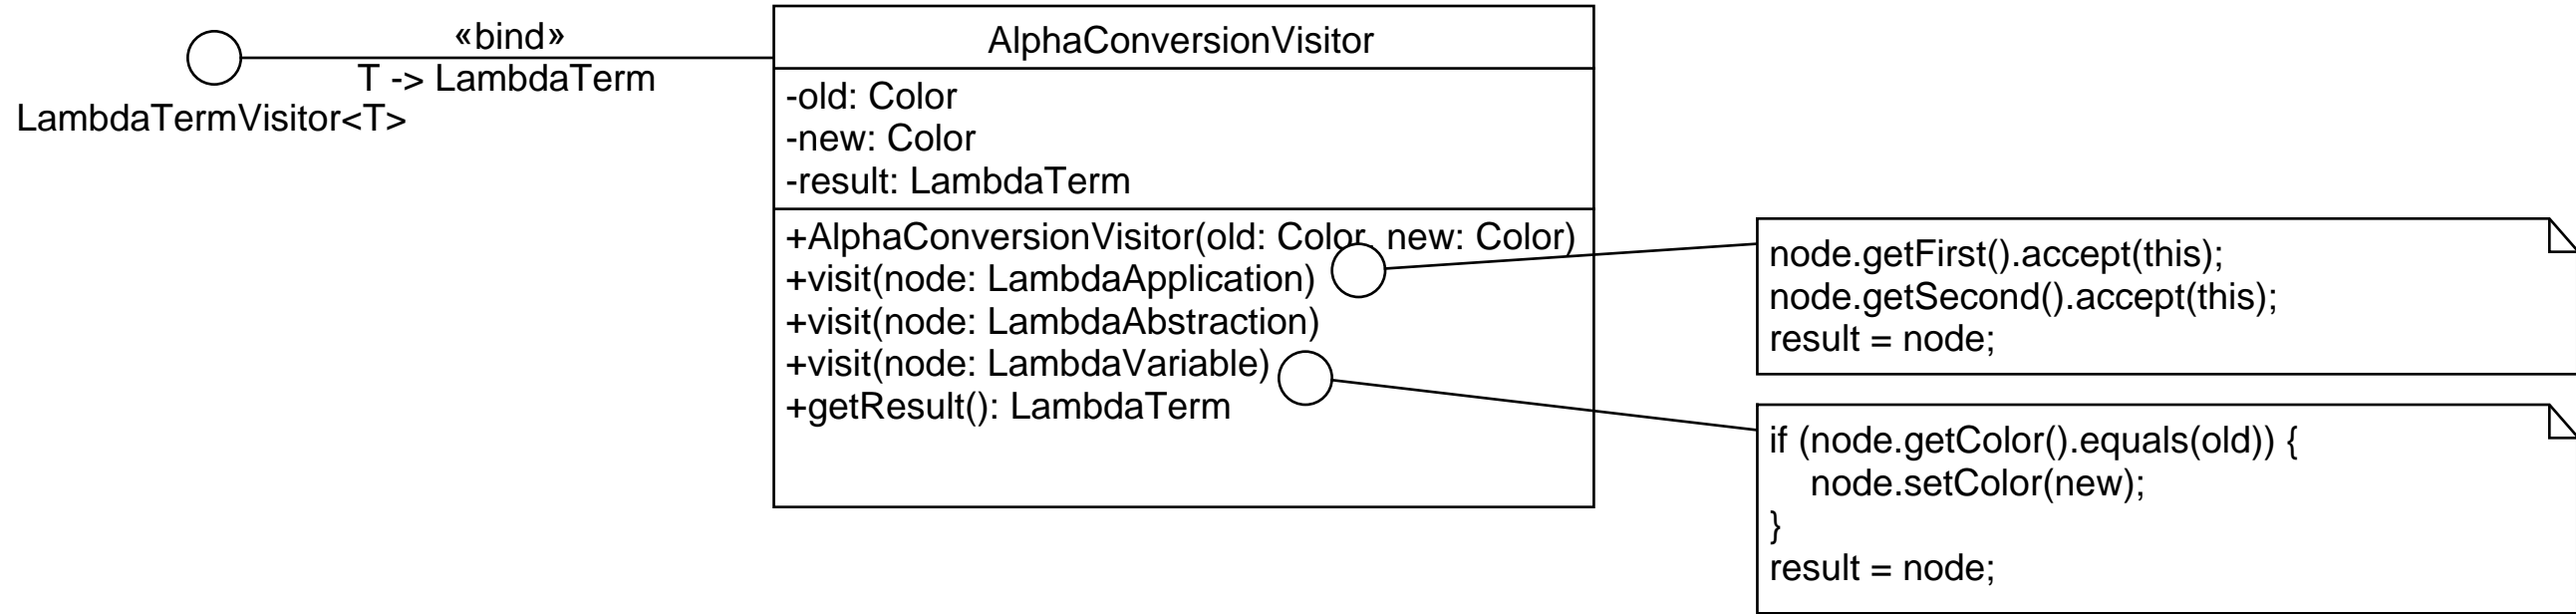 «bind»
T -> LambdaTerm
LambdaTermVisitor<T>
AlphaConversionVisitor
-old: Color
-new: Color
-result: LambdaTerm
+AlphaConversionVisitor(old: Color, new: Color)
+visit(node: LambdaApplication)
+visit(node: LambdaAbstraction)
+visit(node: LambdaVariable)
+getResult(): LambdaTerm
node.getFirst().accept(this);
node.getSecond().accept(this);
result = node;
if (node.getColor().equals(old)) {
    node.setColor(new);
}
result = node;